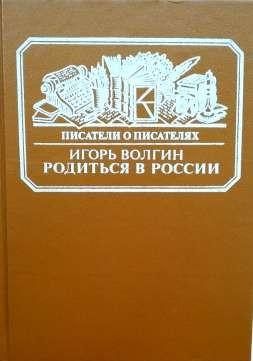 ПИСАТЕЛИ О ПИСАТЕЛЯХ
ИГОРЬ ВОЛГИН
РОДИТЬСЯ В РОССИИ